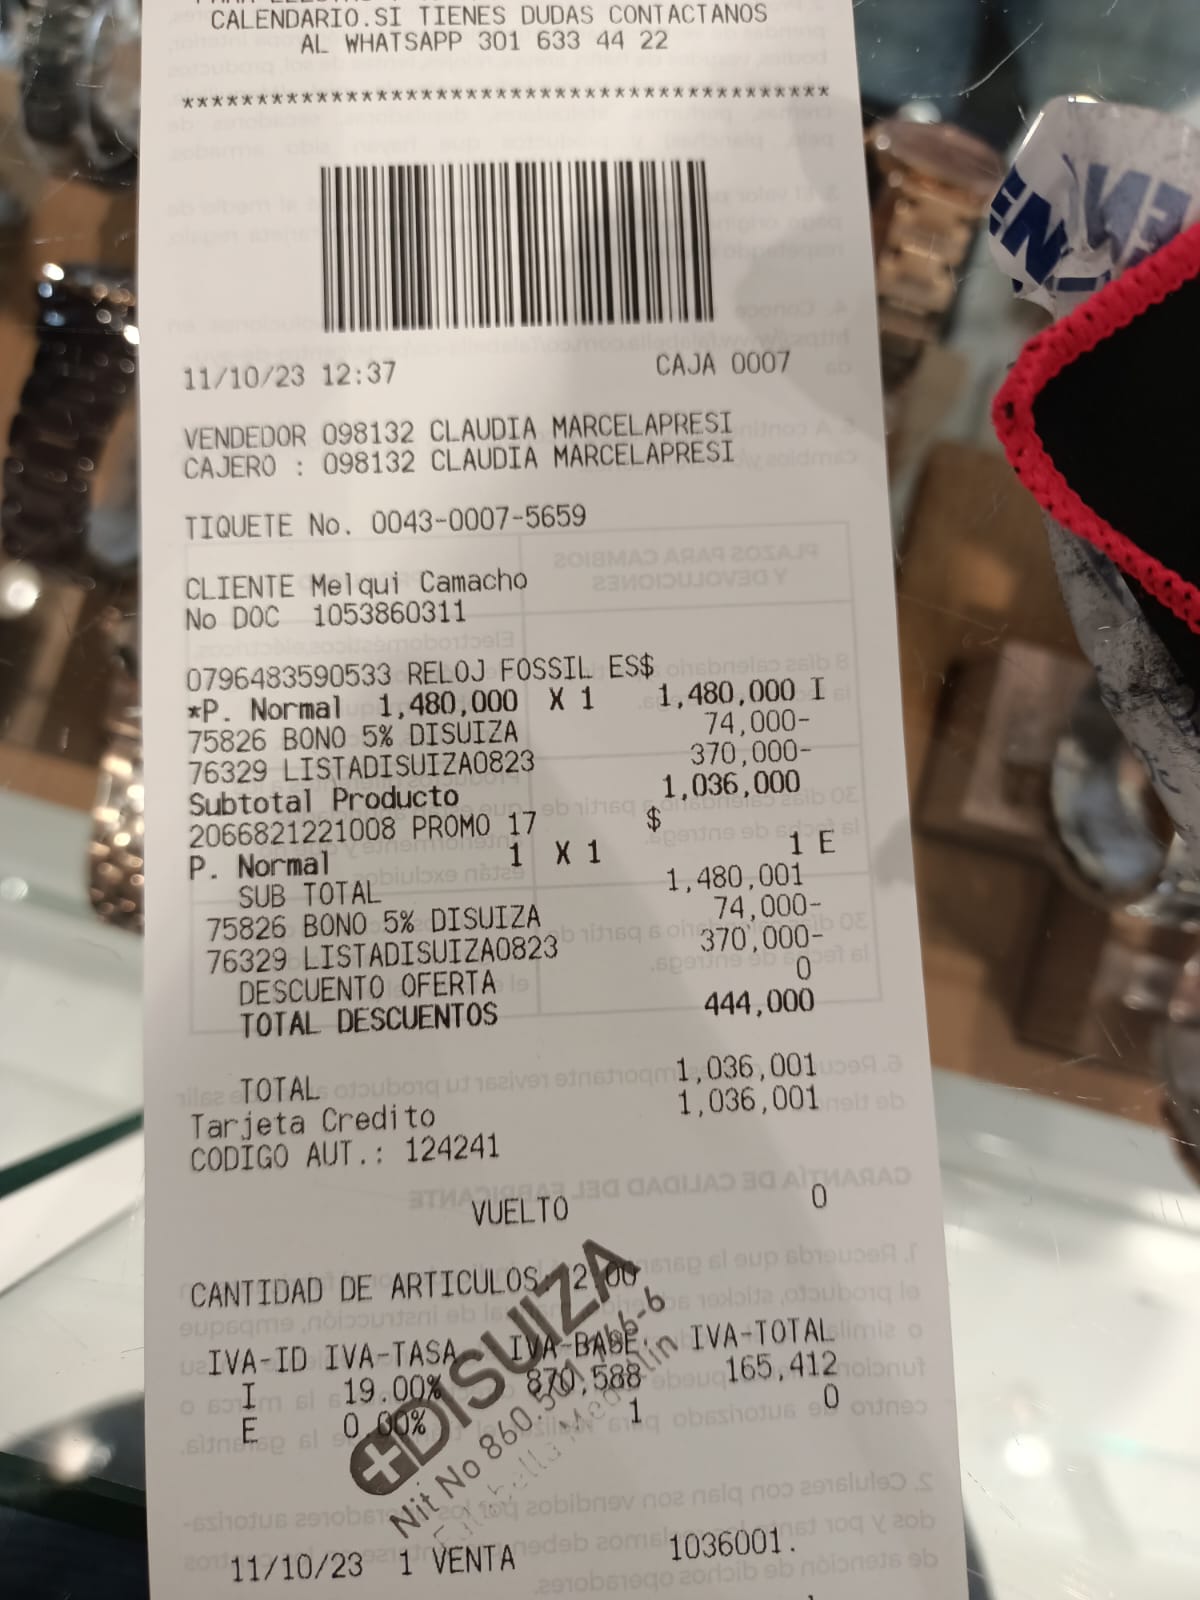 CALENDARIO.SI TIENES DUDAS CONTACTANOS
AL WHATSAPP 301 633 44 22
********************************************
11/10/23 12:37 CAJA 0007
VENDEDOR 098132 CLAUDIA MARCELAPRESI
CAJERO : 098132 CLAUDIA MARCELAPRESI
TIQUETE No. 0043-0007-5659
CLIENTE Melqui Camacho
No DOC 1053860311
0796483590533 RELOJ FOSSIL ES$
*P. Normal 1,480,000 X 1 1,480,000 I
75826 BONO 5% DISUIZA 74,000-
76329 LISTADISUIZA0823 370,000-
Subtotal Producto 1,036,000
2066821221008 PROMO 17 $
P. Normal 1 X 1 1 E
SUB TOTAL 1,480,001
75826 BONO 5% DISUIZA 74,000-
76329 LISTADISUIZA0823 370,000-
DESCUENTO OFERTA 0
TOTAL DESCUENTOS 444,000
TOTAL 1,036,001
Tarjeta Credito 1,036,001
CODIGO AUT.: 124241
VUELTO 0
CANTIDAD DE ARTICULOS: 2.00
IVA-ID IVA-TASA IVA-BASE IVA-TOTAL
I 19.00% 870,588 165,412
E 0.00% 1 0
DISUIZA
Nit No 860.501
Falabella Medellin
11/10/23 1 VENTA 1036001.